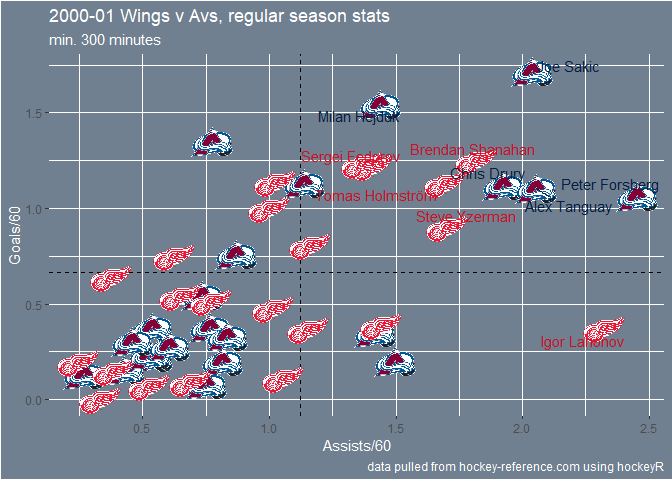 2000-01 Wings v Avs, regular season stats
min. 300 minutes
Joe Sakic
Milan Hejduk
Brendan Shanahan
Sergei Fedorov
Chris Drury
Peter Forsberg
Tomas Holmström
Alex Tanguay
Steve Yzerman
Igor Larionov
Goals/60
1.5
1.0
0.5
0.0
0.5
1.0
1.5
2.0
2.5
Assists/60
data pulled from hockey-reference.com using hockeyR